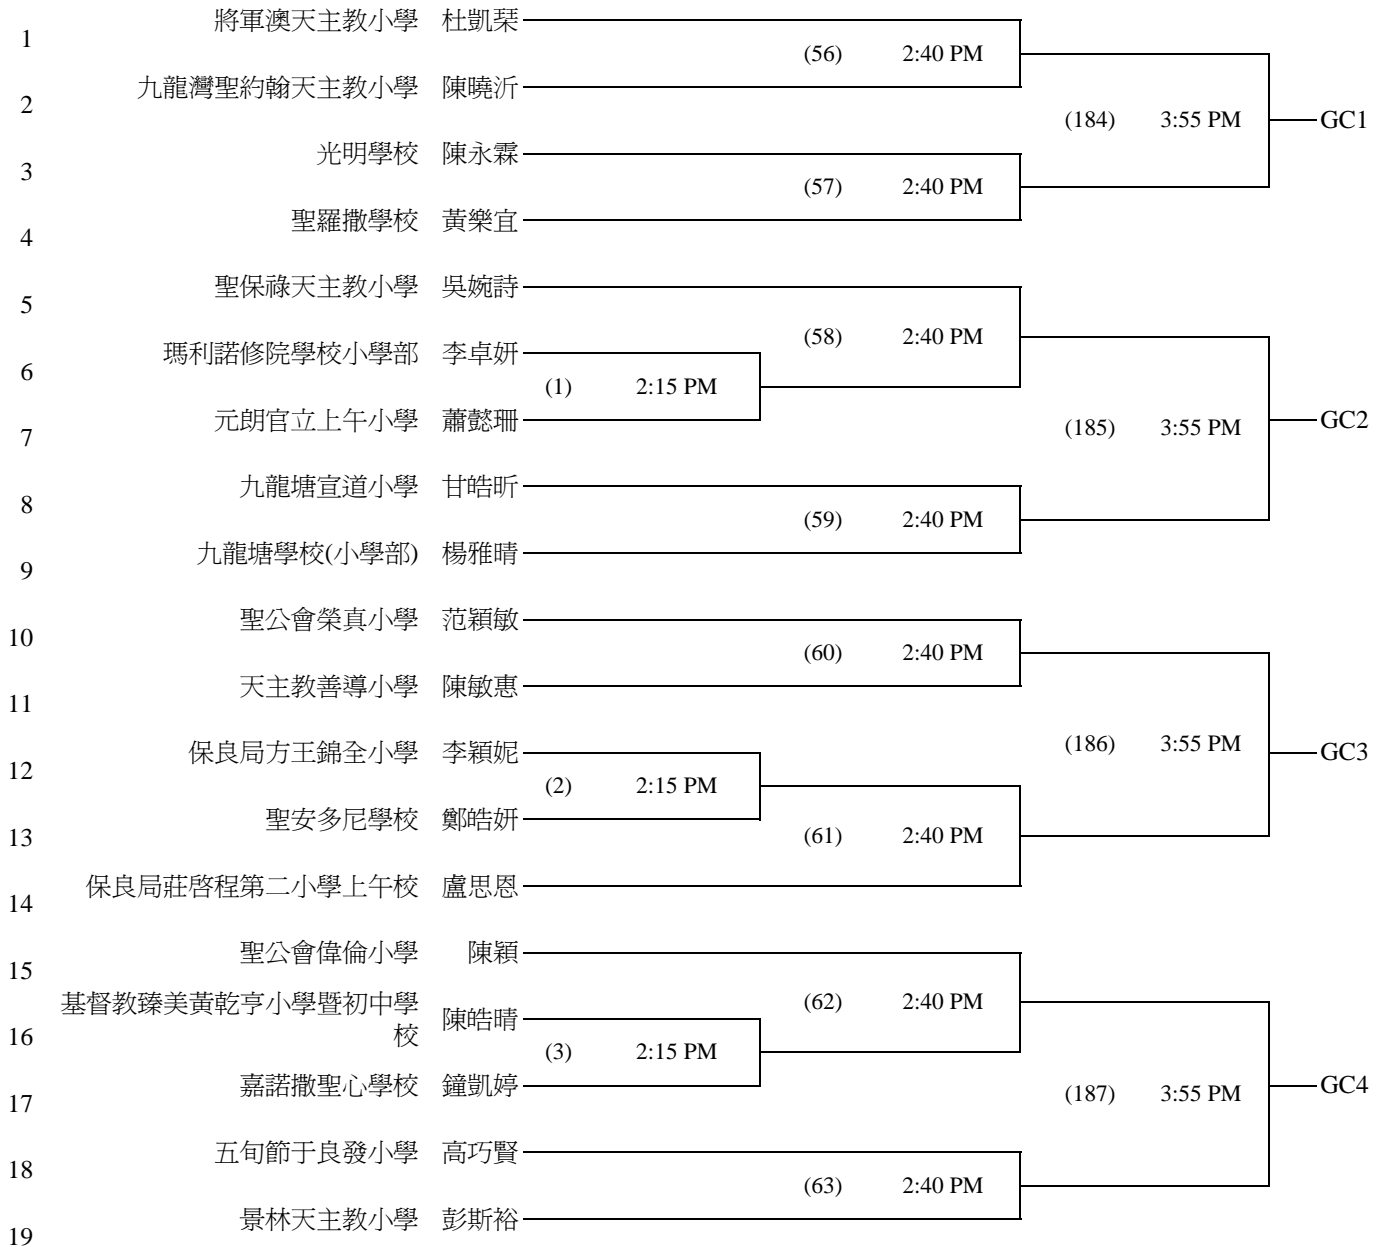 將軍澳天主教小學 杜凱琹
1
(56) 2:40 PM
九龍灣聖約翰天主教小學 陳曉沂
2
(184) 3:55 PM GC1
光明學校 陳永霖
3
(57) 2:40 PM
聖羅撒學校 黃樂宜
4
聖保祿天主教小學 吳婉詩
5
(58) 2:40 PM
瑪利諾修院學校小學部 李卓妍
6
(1) 2:15 PM
元朗官立上午小學 蕭懿珊
7
(185) 3:55 PM GC2
九龍塘宣道小學 甘皓昕
8
(59) 2:40 PM
九龍塘學校(小學部) 楊雅晴
9
聖公會榮真小學 范穎敏
10
(60) 2:40 PM
天主教善導小學 陳敏惠
11
(186) 3:55 PM GC3
保良局方王錦全小學 李穎妮
12
(2) 2:15 PM
聖安多尼學校 鄭皓妍
13
(61) 2:40 PM
保良局莊啓程第二小學上午校 盧思恩
14
聖公會偉倫小學 陳穎
15
(62) 2:40 PM
基督教臻美黃乾亨小學暨初中學
校 陳皓晴
16
(3) 2:15 PM
嘉諾撒聖心學校 鐘凱婷
17
(187) 3:55 PM GC4
五旬節于良發小學 高巧賢
18
(63) 2:40 PM
景林天主教小學 彭斯裕
19